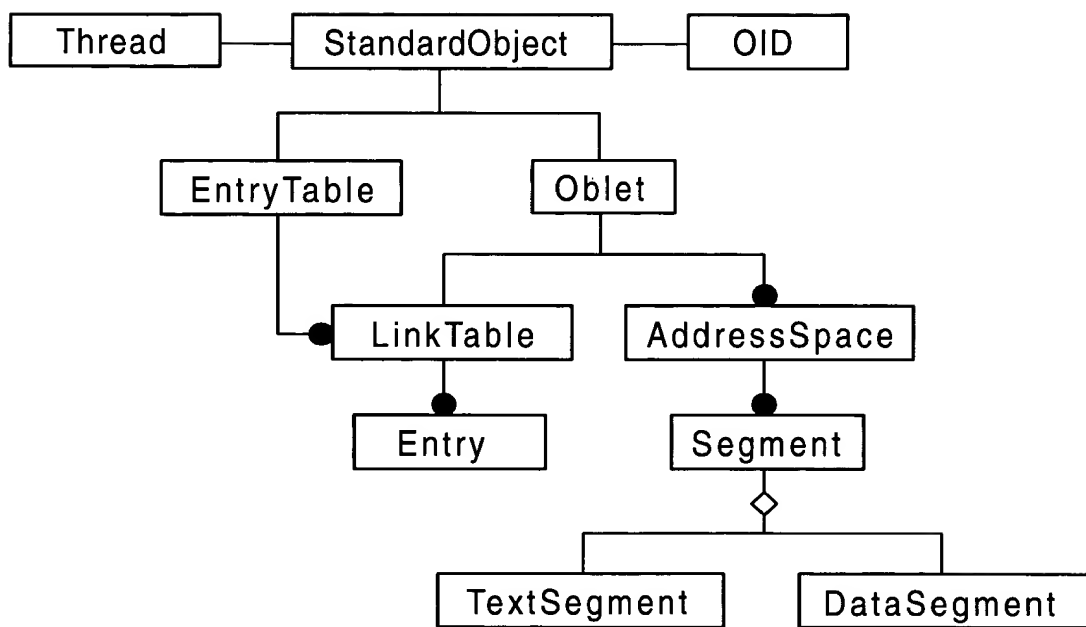 Thread
StandardObject
OID
EntryTable
Oblet
LinkTable
AddressSpace
Entry
Segment
TextSegment
DataSegment